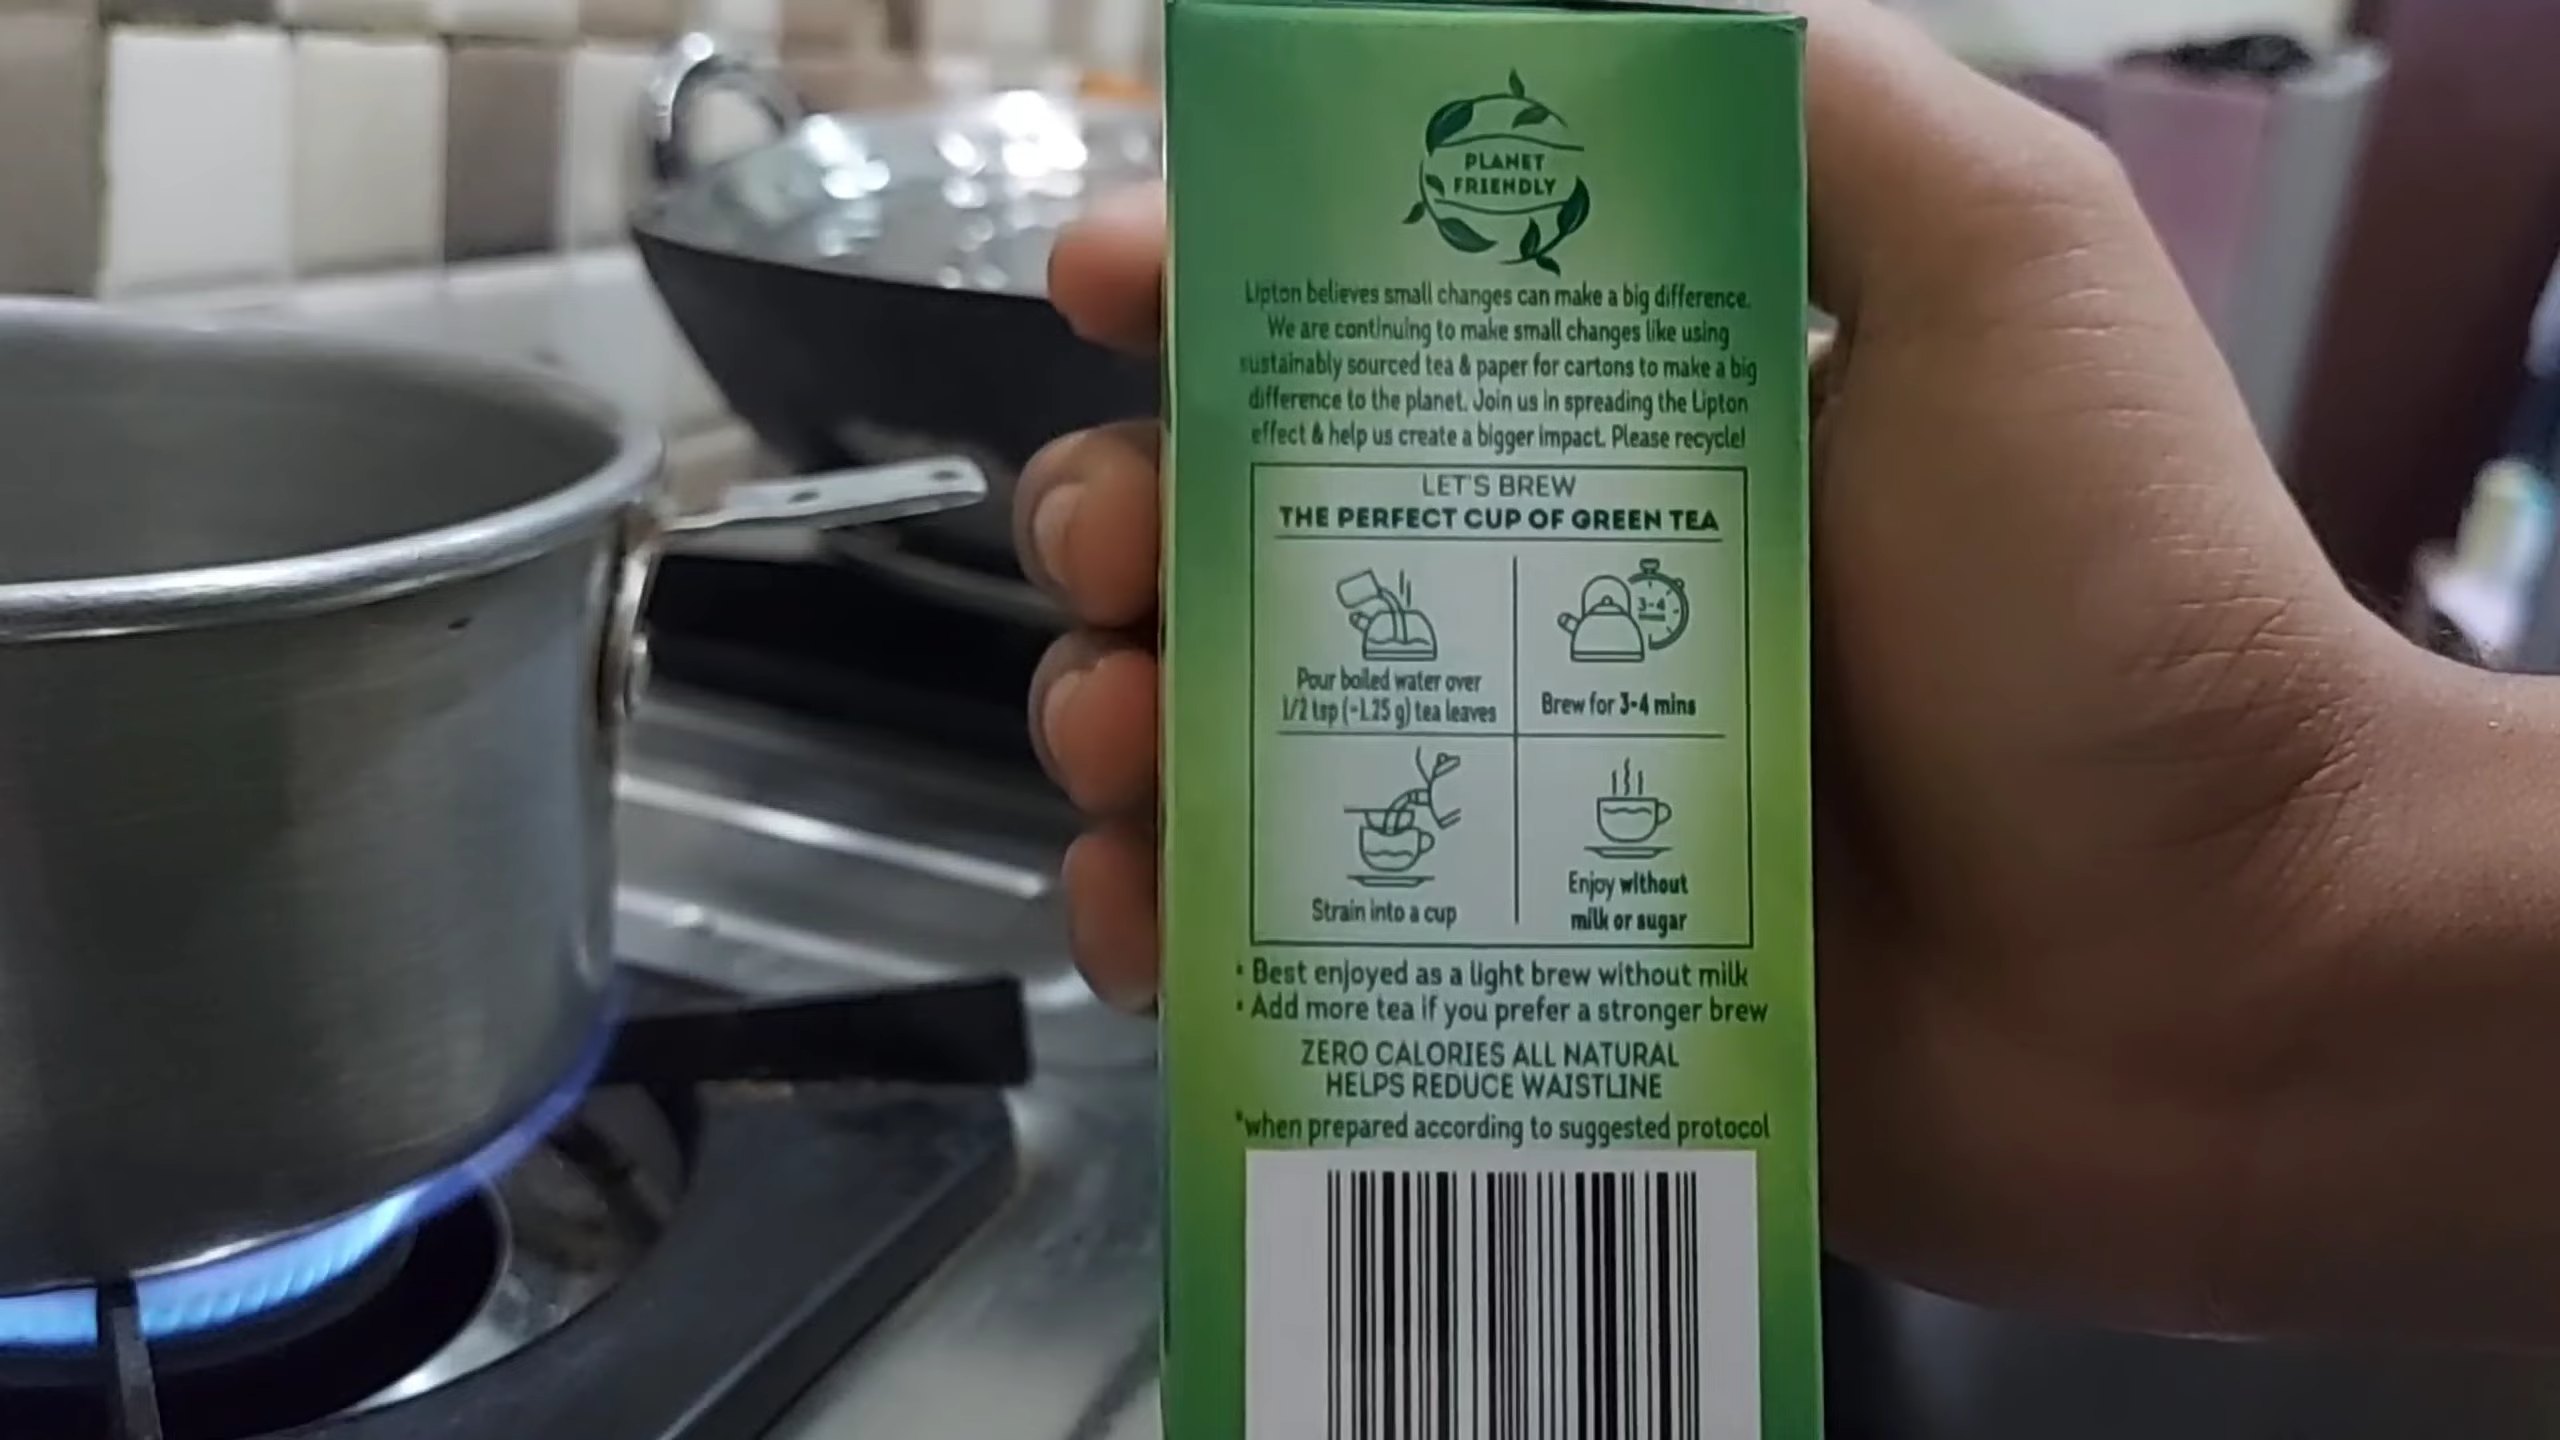 PLANET
FRIENDLY
Lipton believes small changes can make a big difference.
We are continuing to make small changes like using
sustainably sourced tea & paper for cartons to make a big
difference to the planet. Join us in spreading the Lipton
effect & help us create a bigger impact. Please recycle!
LET'S BREW
THE PERFECT CUP OF GREEN TEA
3-4
Pour boiled water over
1/2 tsp (~1.25 g) tea leaves
Brew for 3-4 mins
Strain into a cup
Enjoy without
milk or sugar
• Best enjoyed as a light brew without milk
• Add more tea if you prefer a stronger brew
ZERO CALORIES ALL NATURAL
HELPS REDUCE WAISTLINE
*when prepared according to suggested protocol